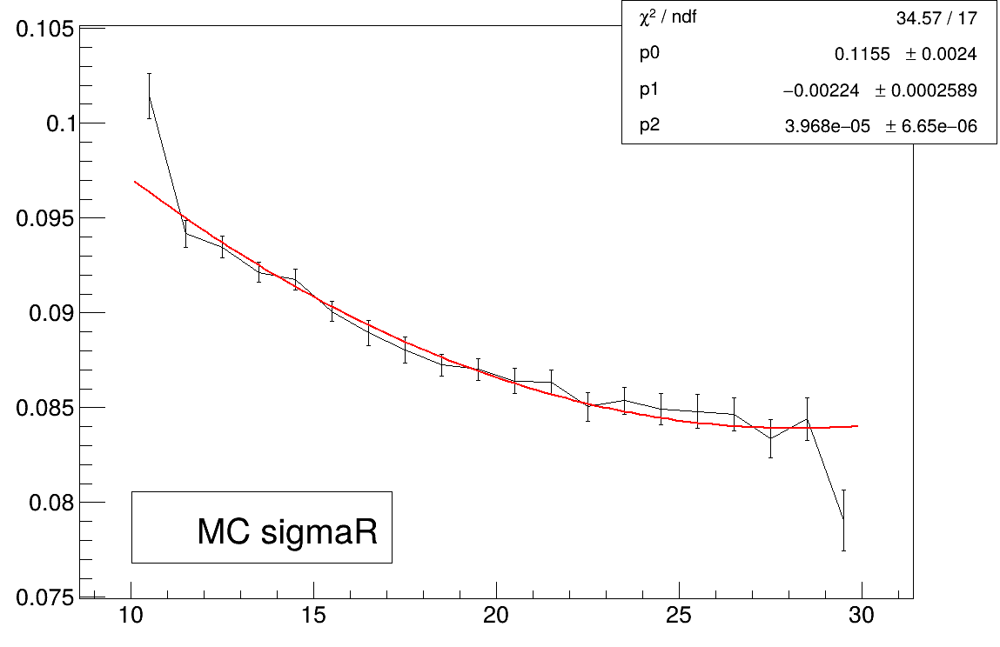 χ² / ndf 34.57 / 17
p0 0.1155 ± 0.0024
p1 −0.00224 ± 0.0002589
p2 3.968e−05 ± 6.65e−06
0.105
0.1
0.095
0.09
0.085
0.08
0.075
MC sigmaR
10 15 20 25 30